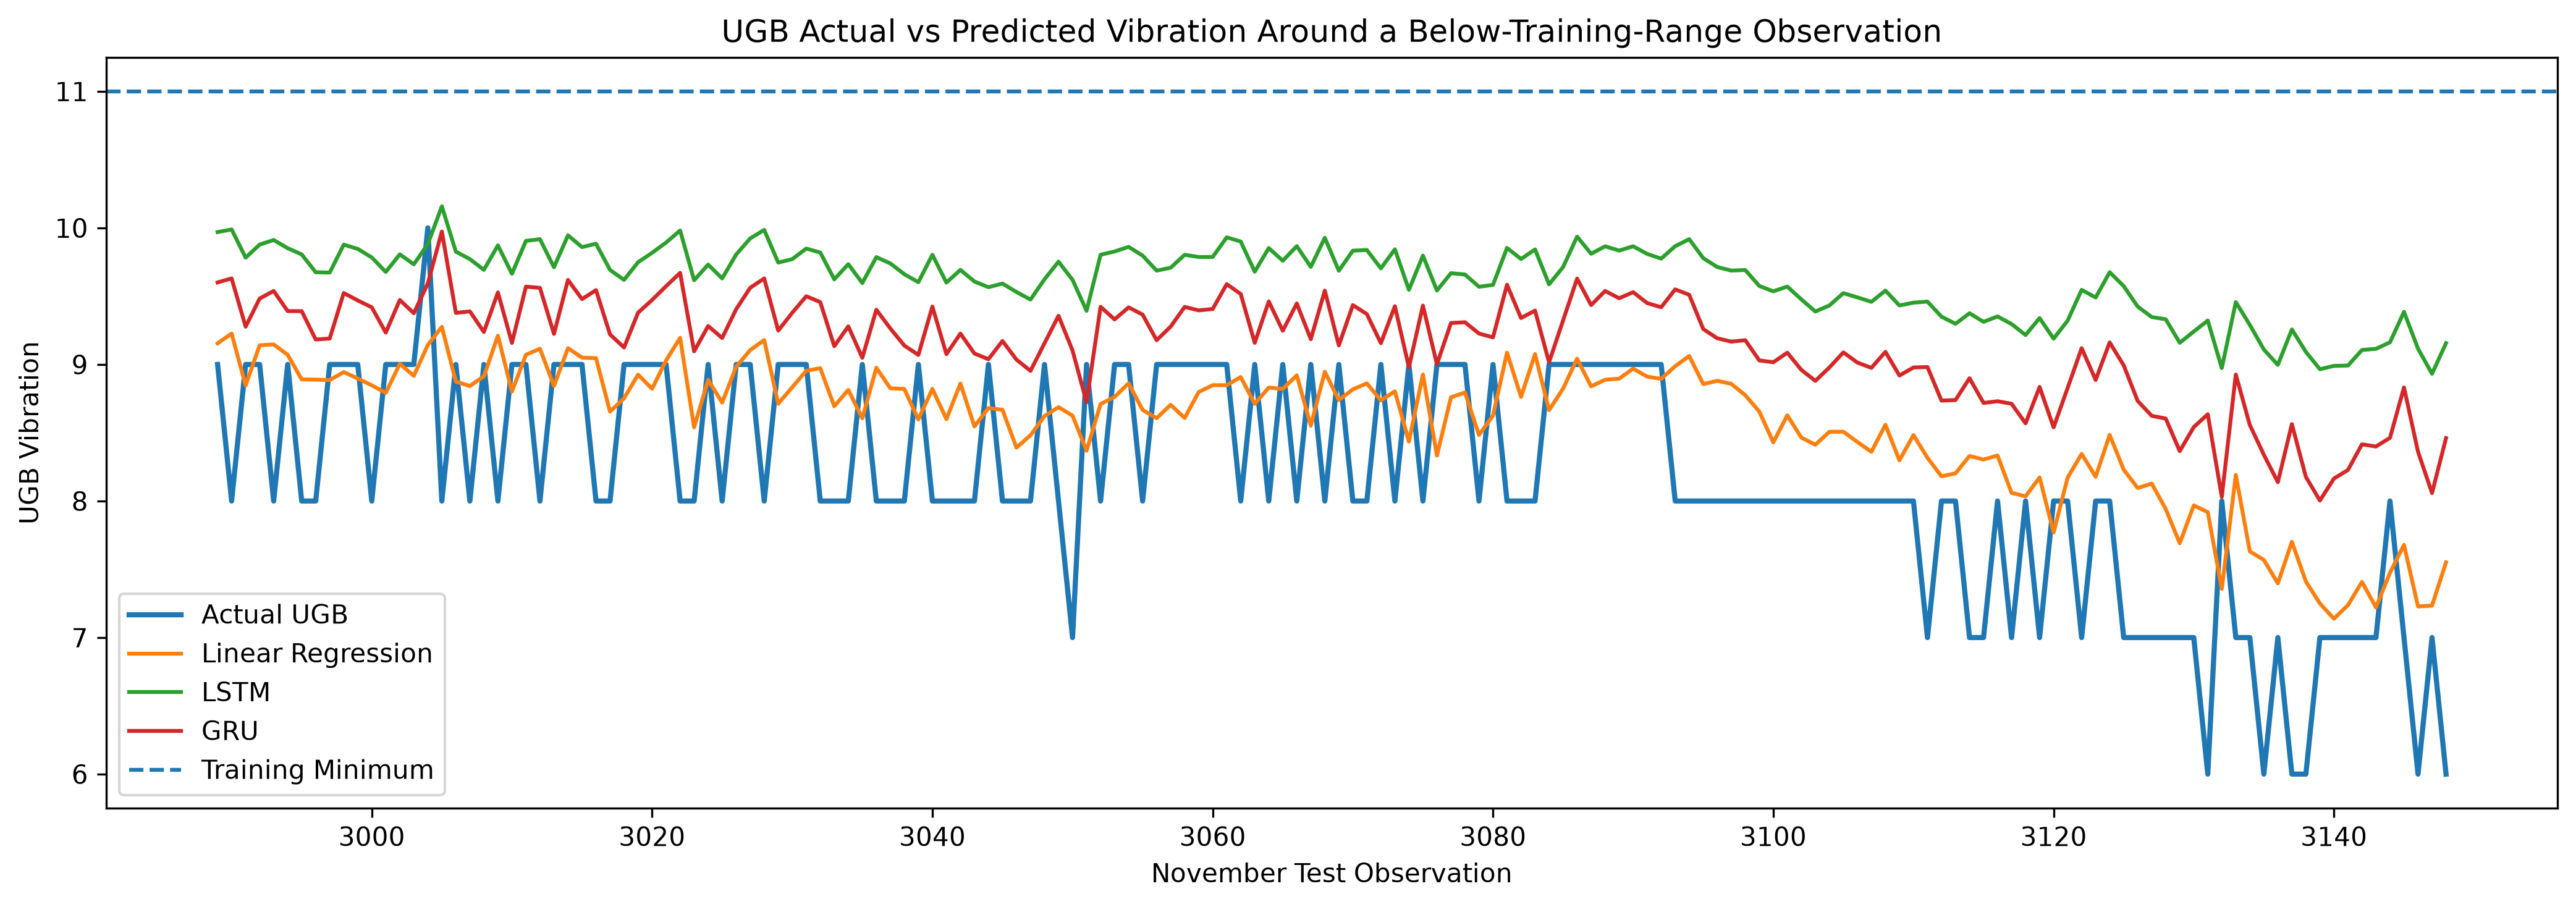 UGB Actual vs Predicted Vibration Around a Below-Training-Range Observation
11
10
9
8
7
6
UGB Vibration
Actual UGB
Linear Regression
LSTM
GRU
Training Minimum
3000 3020 3040 3060 3080 3100 3120 3140
November Test Observation